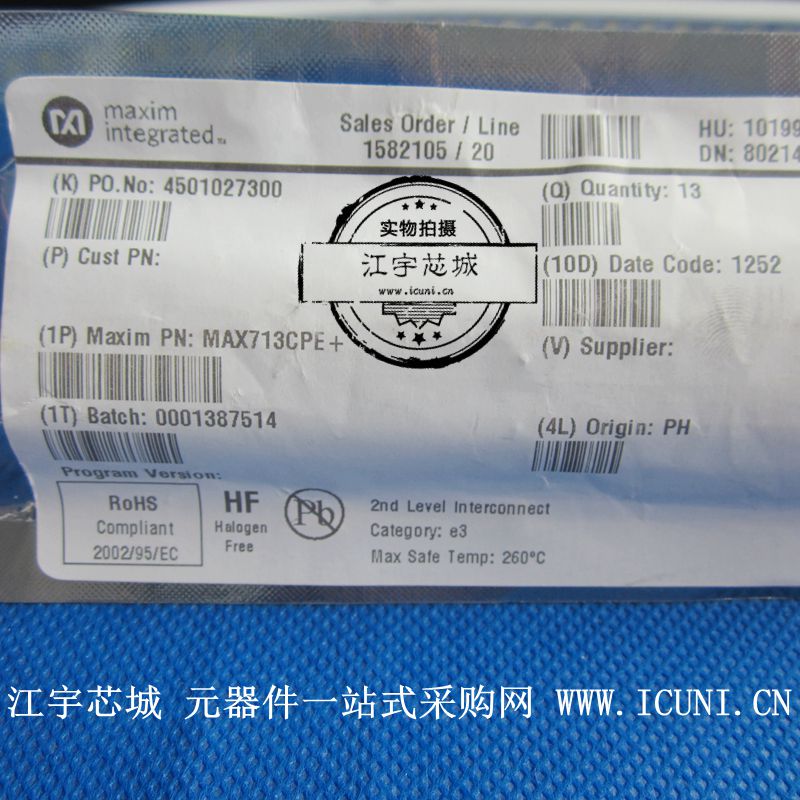 maxim
integrated™
Sales Order / Line
1582105 / 20
HU: 10199
DN: 80214
(K) PO.No: 4501027300
(Q) Quantity: 13
(P) Cust PN:
(10D) Date Code: 1252
实物拍摄
江宇芯城
www.icuni.cn
(1P) Maxim PN: MAX713CPE+
(V) Supplier:
(1T) Batch: 0001387514
(4L) Origin: PH
Program Version:
RoHS
Compliant
2002/95/EC
HF
Halogen
Free
Pb
2nd Level Interconnect
Category: e3
Max Safe Temp: 260°C
江宇芯城 元器件一站式采购网 WWW.ICUNI.CN